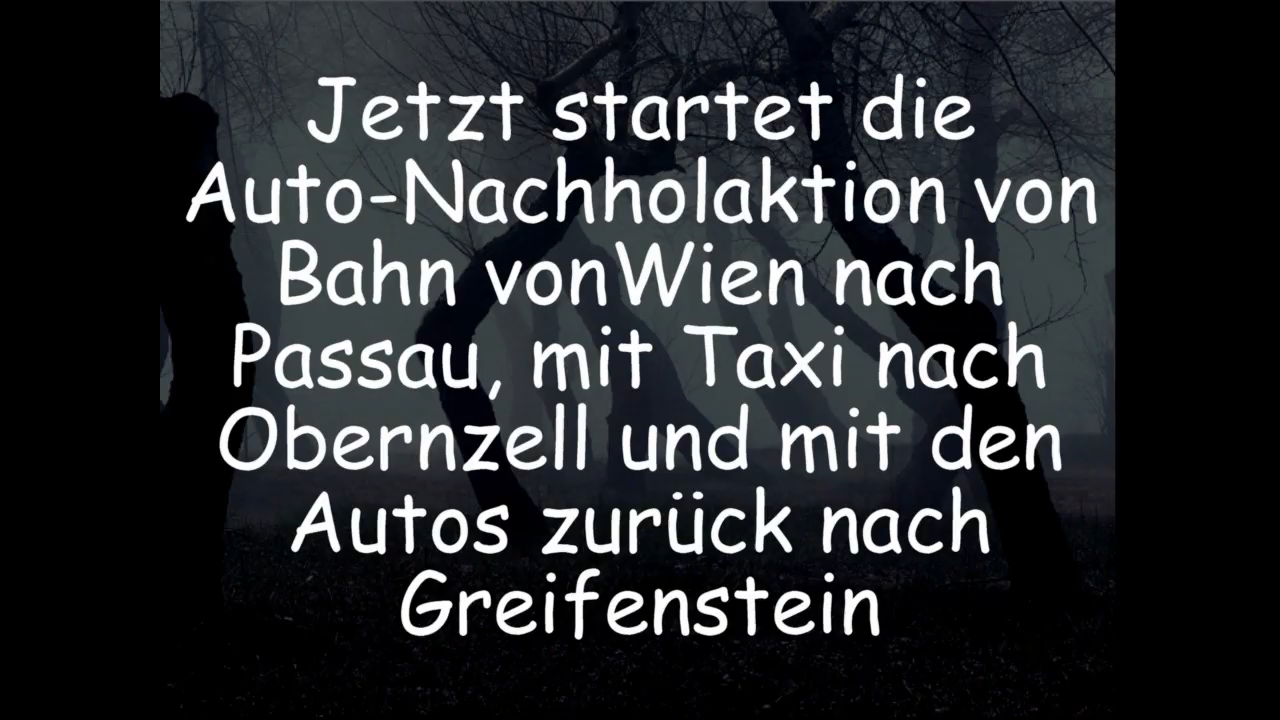 Jetzt startet die
Auto-Nachholaktion von
Bahn vonWien nach
Passau, mit Taxi nach
Obernzell und mit den
Autos zurück nach
Greifenstein